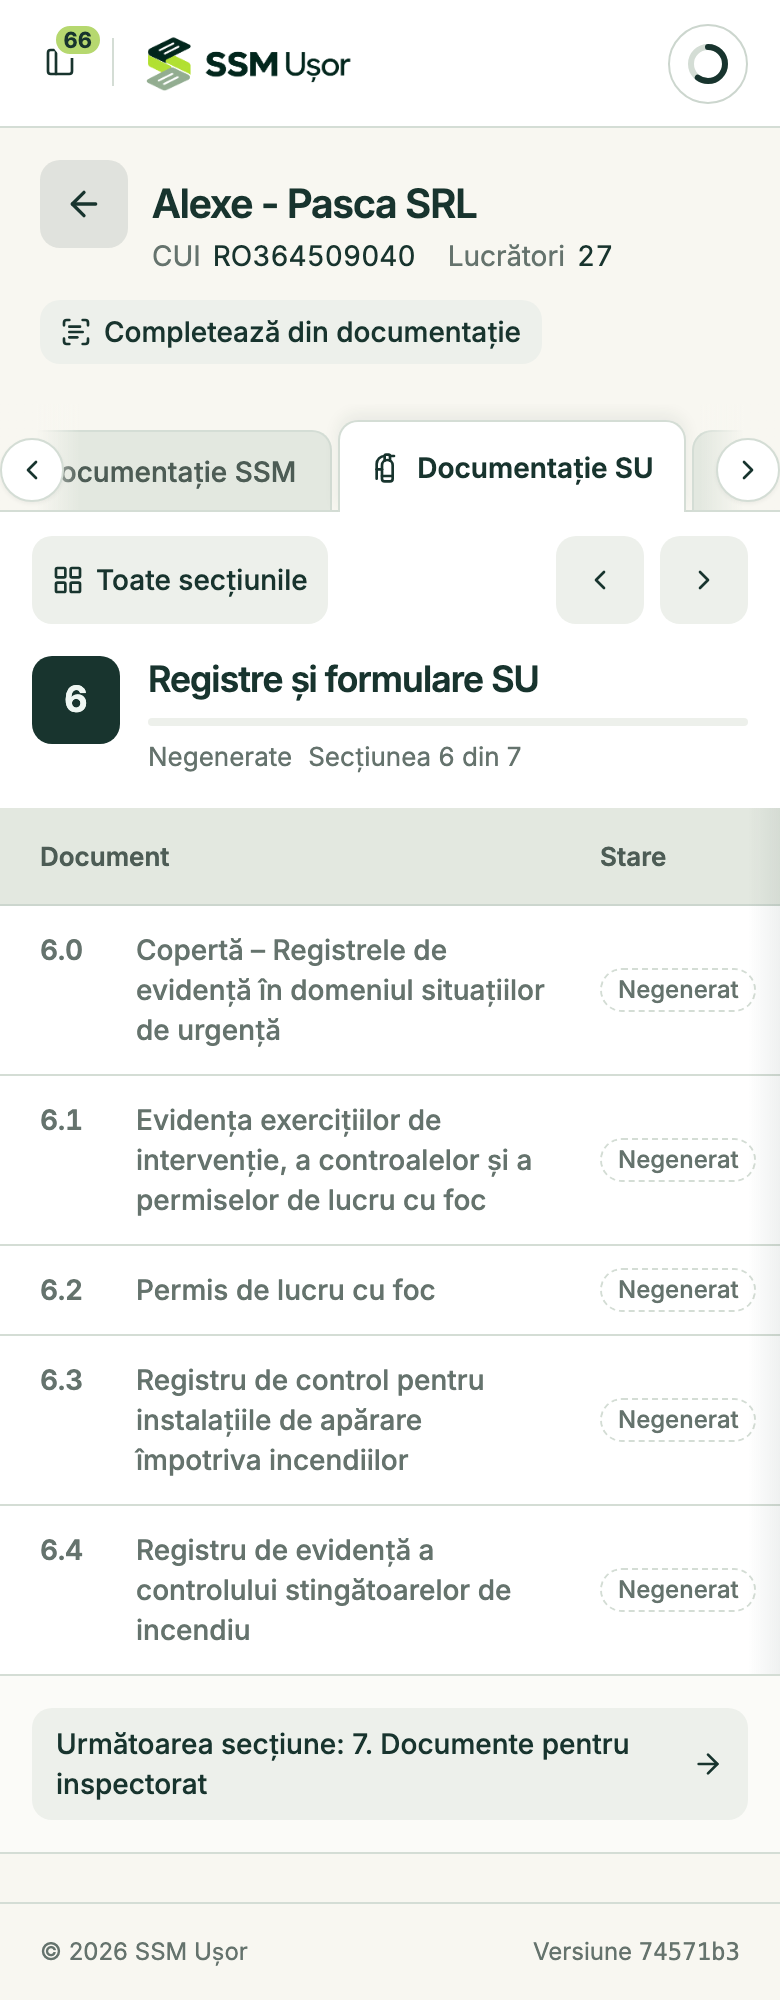 66
SSM Ușor
Alexe - Pasca SRL
CUI RO364509040 Lucrători 27
Completează din documentație
ocumentație SSM
Documentație SU
Toate secțiunile
6
Registre și formulare SU
Negenerate Secțiunea 6 din 7
Document Stare
6.0 Copertă – Registrele de
evidență în domeniul situațiilor
de urgență
Negenerat
6.1 Evidența exercițiilor de
intervenție, a controalelor și a
permiselor de lucru cu foc
Negenerat
6.2 Permis de lucru cu foc
Negenerat
6.3 Registru de control pentru
instalațiile de apărare
împotriva incendiilor
Negenerat
6.4 Registru de evidență a
controlului stingătoarelor de
incendiu
Negenerat
Următoarea secțiune: 7. Documente pentru
inspectorat
© 2026 SSM Ușor
Versiune 74571b3